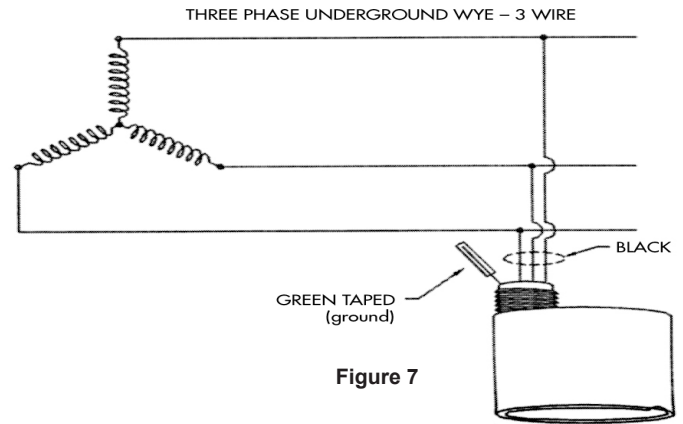 THREE PHASE UNDERGROUND WYE – 3 WIRE
BLACK
GREEN TAPED
(ground)
Figure 7